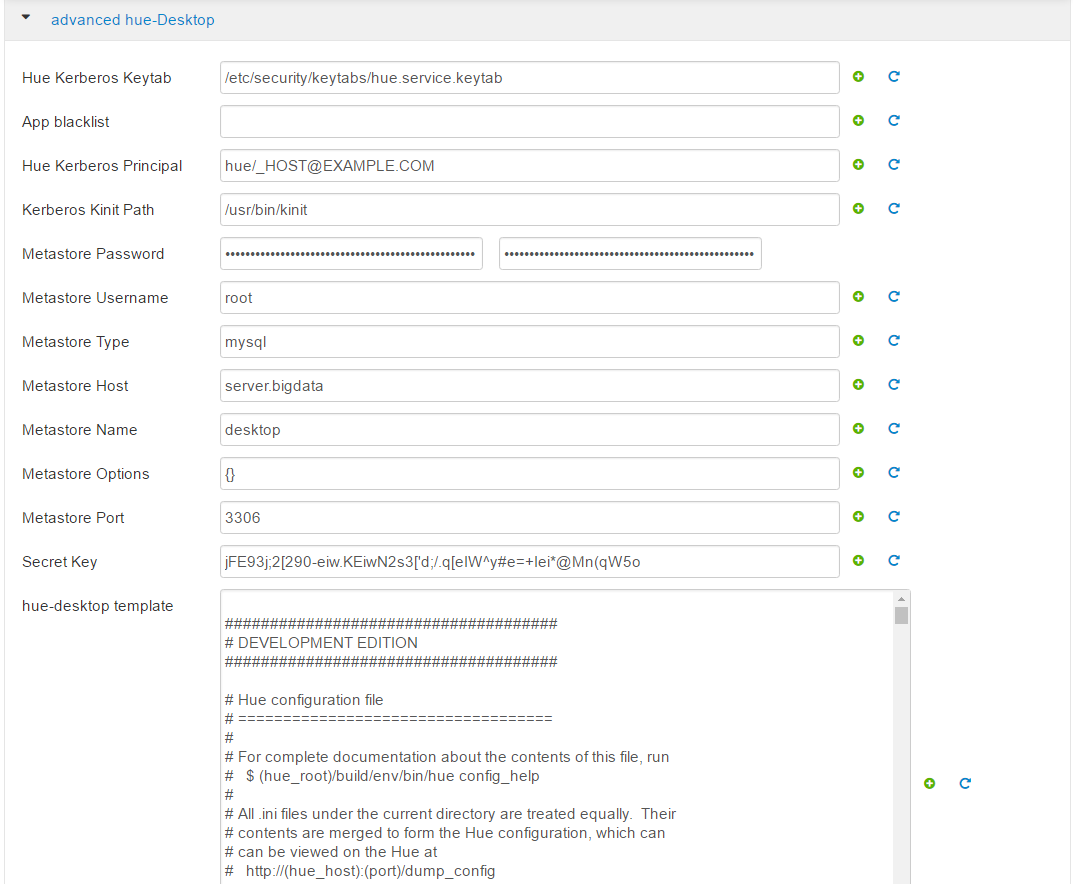 advanced hue-Desktop
Hue Kerberos Keytab /etc/security/keytabs/hue.service.keytab
App blacklist
Hue Kerberos Principal hue/_HOST@EXAMPLE.COM
Kerberos Kinit Path /usr/bin/kinit
Metastore Password
Metastore Username root
Metastore Type mysql
Metastore Host server.bigdata
Metastore Name desktop
Metastore Options {}
Metastore Port 3306
Secret Key jFE93j;2[290-eiw.KEiwN2s3['d;/.q[eIW^y#e=+Iei*@Mn(qW5o
hue-desktop template
#####################################
# DEVELOPMENT EDITION
#####################################
# Hue configuration file
# ===================================
#
# For complete documentation about the contents of this file, run
#   $ (hue_root)/build/env/bin/hue config_help
#
# All .ini files under the current directory are treated equally.  Their
# contents are merged to form the Hue configuration, which can
# can be viewed on the Hue at
#   http://(hue_host):(port)/dump_config